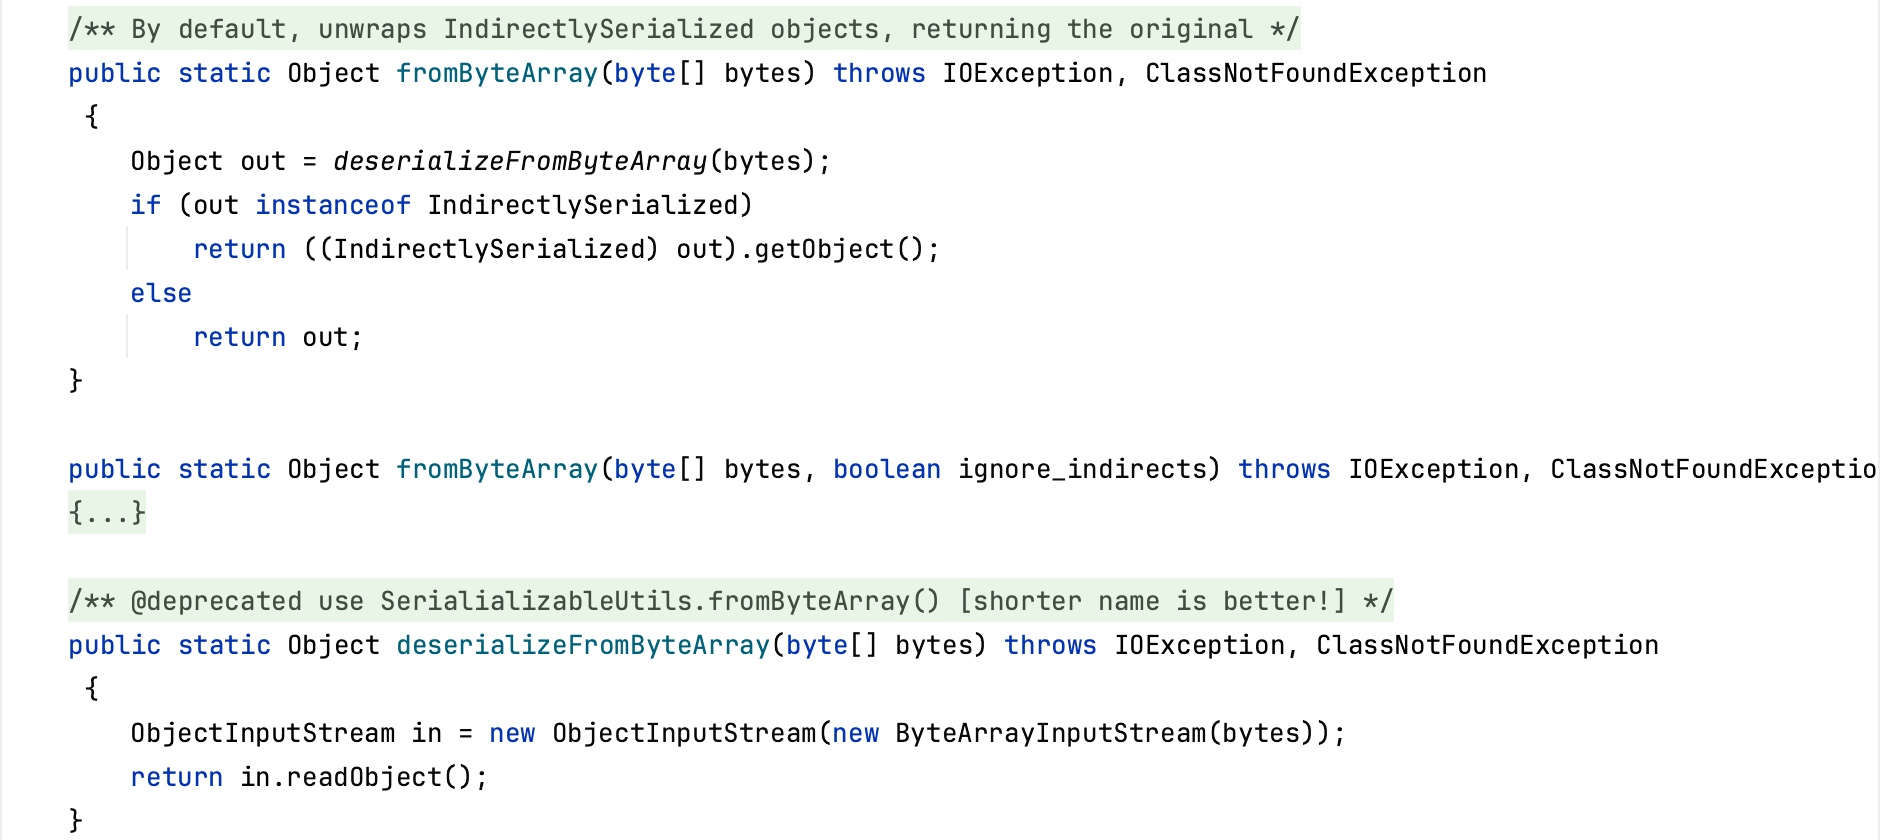 /** By default, unwraps IndirectlySerialized objects, returning the original */
public static Object fromByteArray(byte[] bytes) throws IOException, ClassNotFoundException
{
Object out = deserializeFromByteArray(bytes);
if (out instanceof IndirectlySerialized)
return ((IndirectlySerialized) out).getObject();
else
return out;
}
public static Object fromByteArray(byte[] bytes, boolean ignore_indirects) throws IOException, ClassNotFoundExceptio
{...}
/** @deprecated use SerialializableUtils.fromByteArray() [shorter name is better!] */
public static Object deserializeFromByteArray(byte[] bytes) throws IOException, ClassNotFoundException
{
ObjectInputStream in = new ObjectInputStream(new ByteArrayInputStream(bytes));
return in.readObject();
}